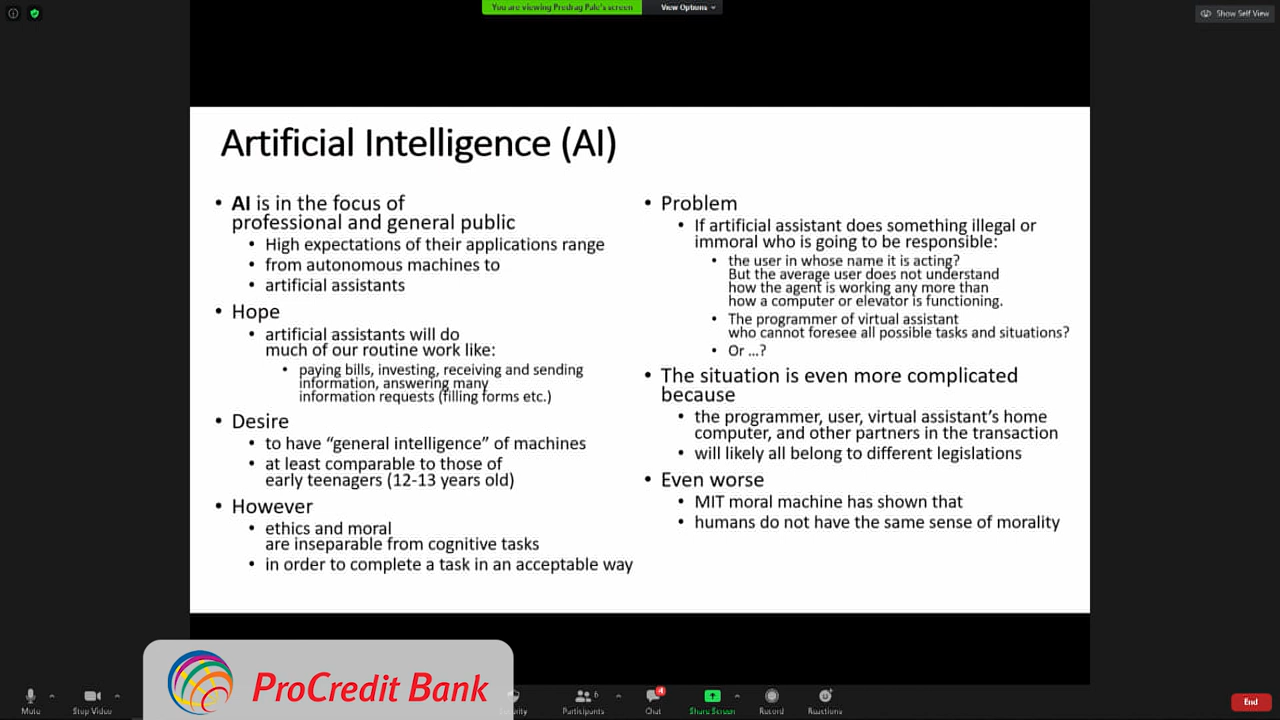 You are viewing Predrag Pale's screen
View Options
Show Self View
Artificial Intelligence (AI)
• AI is in the focus of
professional and general public
• High expectations of their applications range
• from autonomous machines to
• artificial assistants
• Hope
• artificial assistants will do
much of our routine work like:
• paying bills, investing, receiving and sending
information, answering many
information requests (filling forms etc.)
• Desire
• to have “general intelligence” of machines
• at least comparable to those of
early teenagers (12-13 years old)
• However
• ethics and moral
are inseparable from cognitive tasks
• in order to complete a task in an acceptable way
• Problem
• If artificial assistant does something illegal or
immoral who is going to be responsible:
• the user in whose name it is acting?
But the average user does not understand
how the agent is working any more than
how a computer or elevator is functioning.
• The programmer of virtual assistant
who cannot foresee all possible tasks and situations?
• Or ...?
• The situation is even more complicated
because
• the programmer, user, virtual assistant’s home
computer, and other partners in the transaction
• will likely all belong to different legislations
• Even worse
• MIT moral machine has shown that
• humans do not have the same sense of morality
ProCredit Bank
Mute
Stop Video
Participants
6
Chat
4
Share Screen
Record
Reactions
End